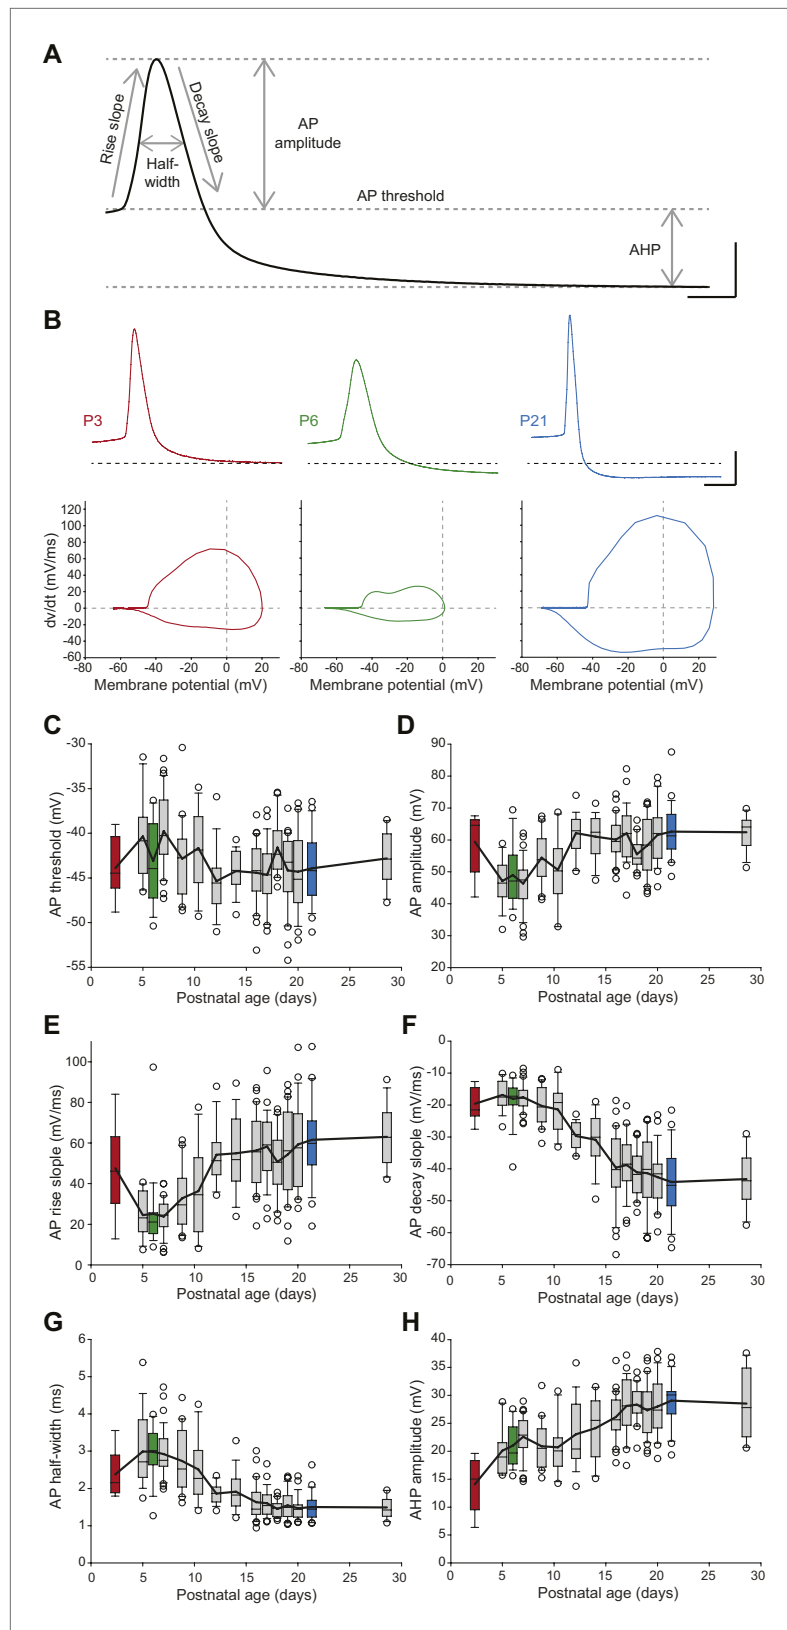 A
Rise slope
Decay slope
Half-
width
AP
amplitude
AP threshold
AHP
B
P3
P6
P21
dv/dt (mV/ms)
120
100
80
60
40
20
0
-20
-40
-60
-80 -60 -40 -20 0 20
-80 -60 -40 -20 0
-80 -60 -40 -20 0 20
Membrane potential (mV)
Membrane potential (mV)
Membrane potential (mV)
C
AP threshold (mV)
-30
-35
-40
-45
-50
-55
0 5 10 15 20 25 30
Postnatal age (days)
D
AP amplitude (mV)
90
80
70
60
50
40
30
20
0 5 10 15 20 25 30
Postnatal age (days)
E
AP rise slople (mV/ms)
100
80
60
40
20
0
0 5 10 15 20 25 30
Postnatal age (days)
F
AP decay slople (mV/ms)
0
-10
-20
-30
-40
-50
-60
-70
0 5 10 15 20 25 30
Postnatal age (days)
G
AP half-width (ms)
6
5
4
3
2
1
0
0 5 10 15 20 25 30
Postnatal age (days)
H
AHP amplitude (mV)
40
35
30
25
20
15
10
5
0
0 5 10 15 20 25 30
Postnatal age (days)